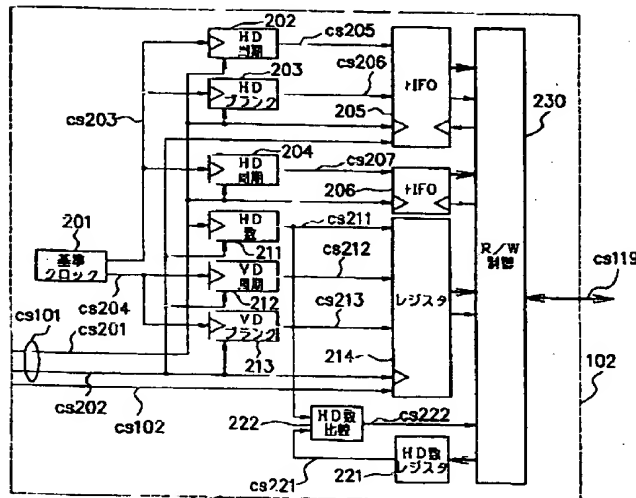 202
HD
周期
cs205
203
HD
ブランク
cs206
FIFO
205
230
cs203
204
HD
周期
cs207
206
FIFO
201
基準
クロック
cs204
HD
数
211
cs211
VD
周期
212
cs212
VD
ブランク
213
cs213
レジスタ
214
R/W
制御
cs119
cs101
cs201
cs202
cs102
102
222
HD数
比較
cs222
cs221
221
HD数
レジスタ